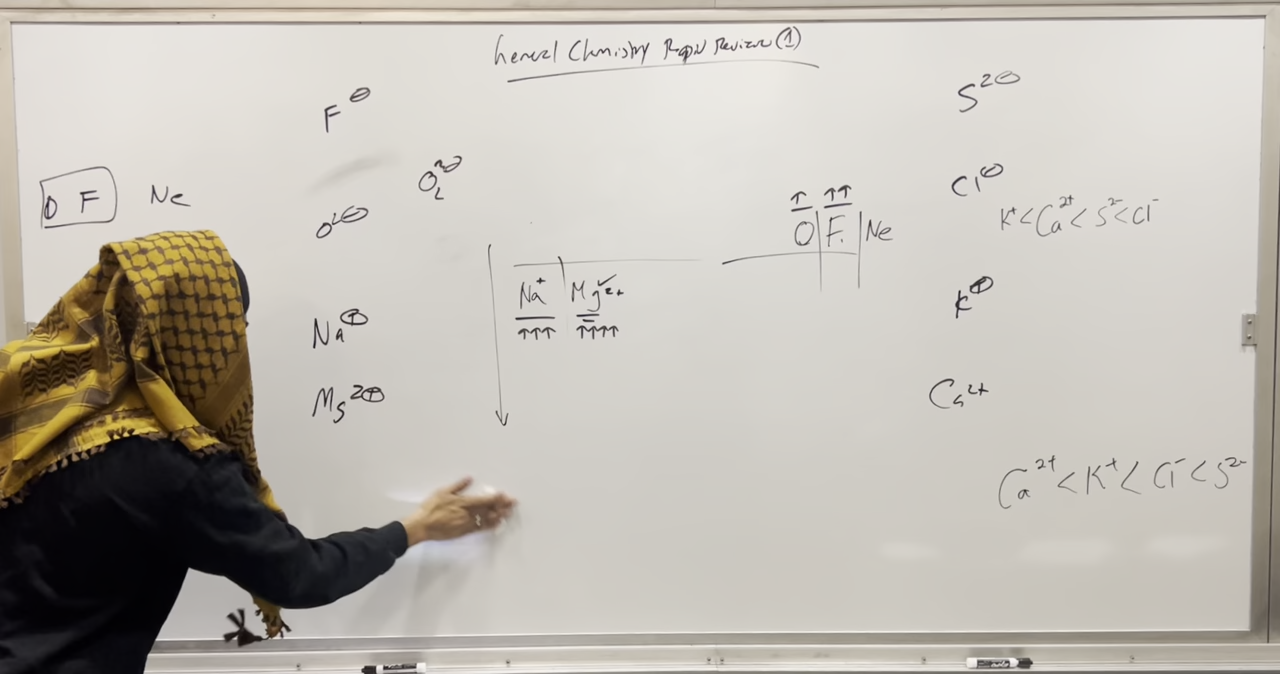 General Chemistry Rapid Review (1)
F⊖
S2⊖
O F Ne
O2⊖
Cl⊖
O2⊖
↑ ↑↑
O F. Ne
K+ < Ca2+ < S2- < Cl-
Na+ Mg2+
↑↑↑ ↑↑↑↑
K⊕
Na⊕
Mg2⊕
Ca2+
Ca2+ < K+ < Cl- < S2-